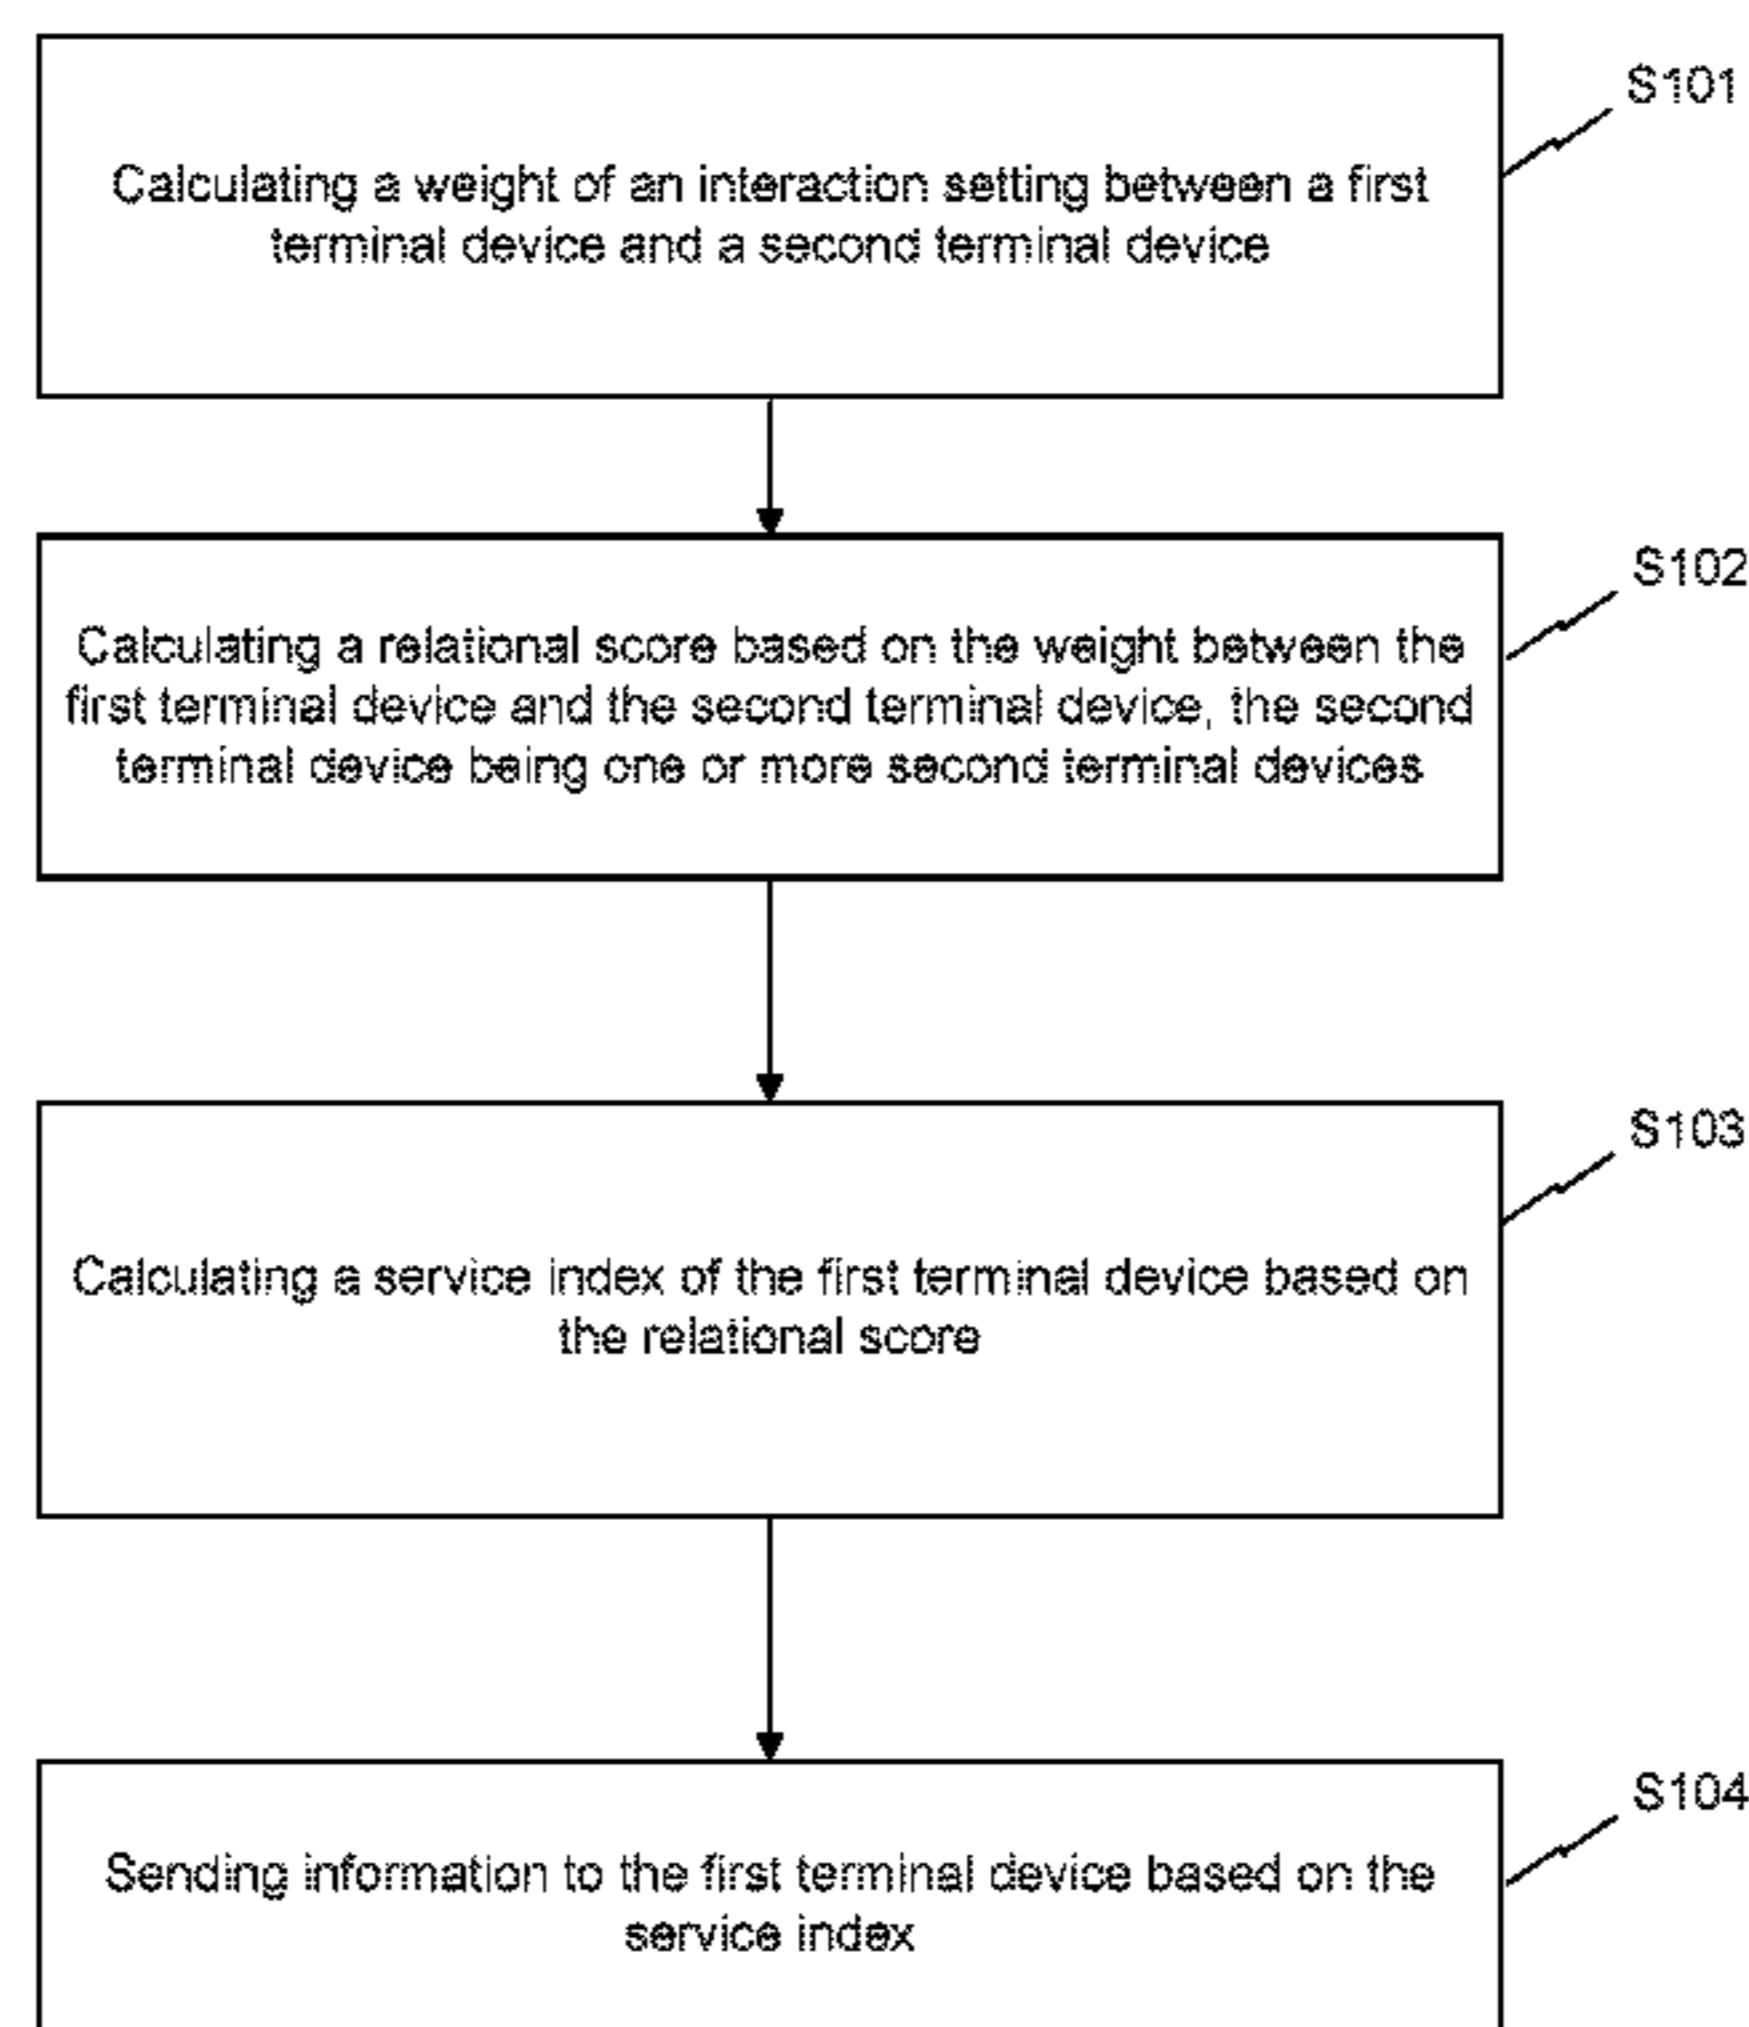 S101
Calculating a weight of an interaction setting between a first
terminal device and a second terminal device
S102
Calculating a relational score based on the weight between the
first terminal device and the second terminal device, the second
terminal device being one or more second terminal devices
S103
Calculating a service index of the first terminal device based on
the relational score
S104
Sending information to the first terminal device based on the
service index